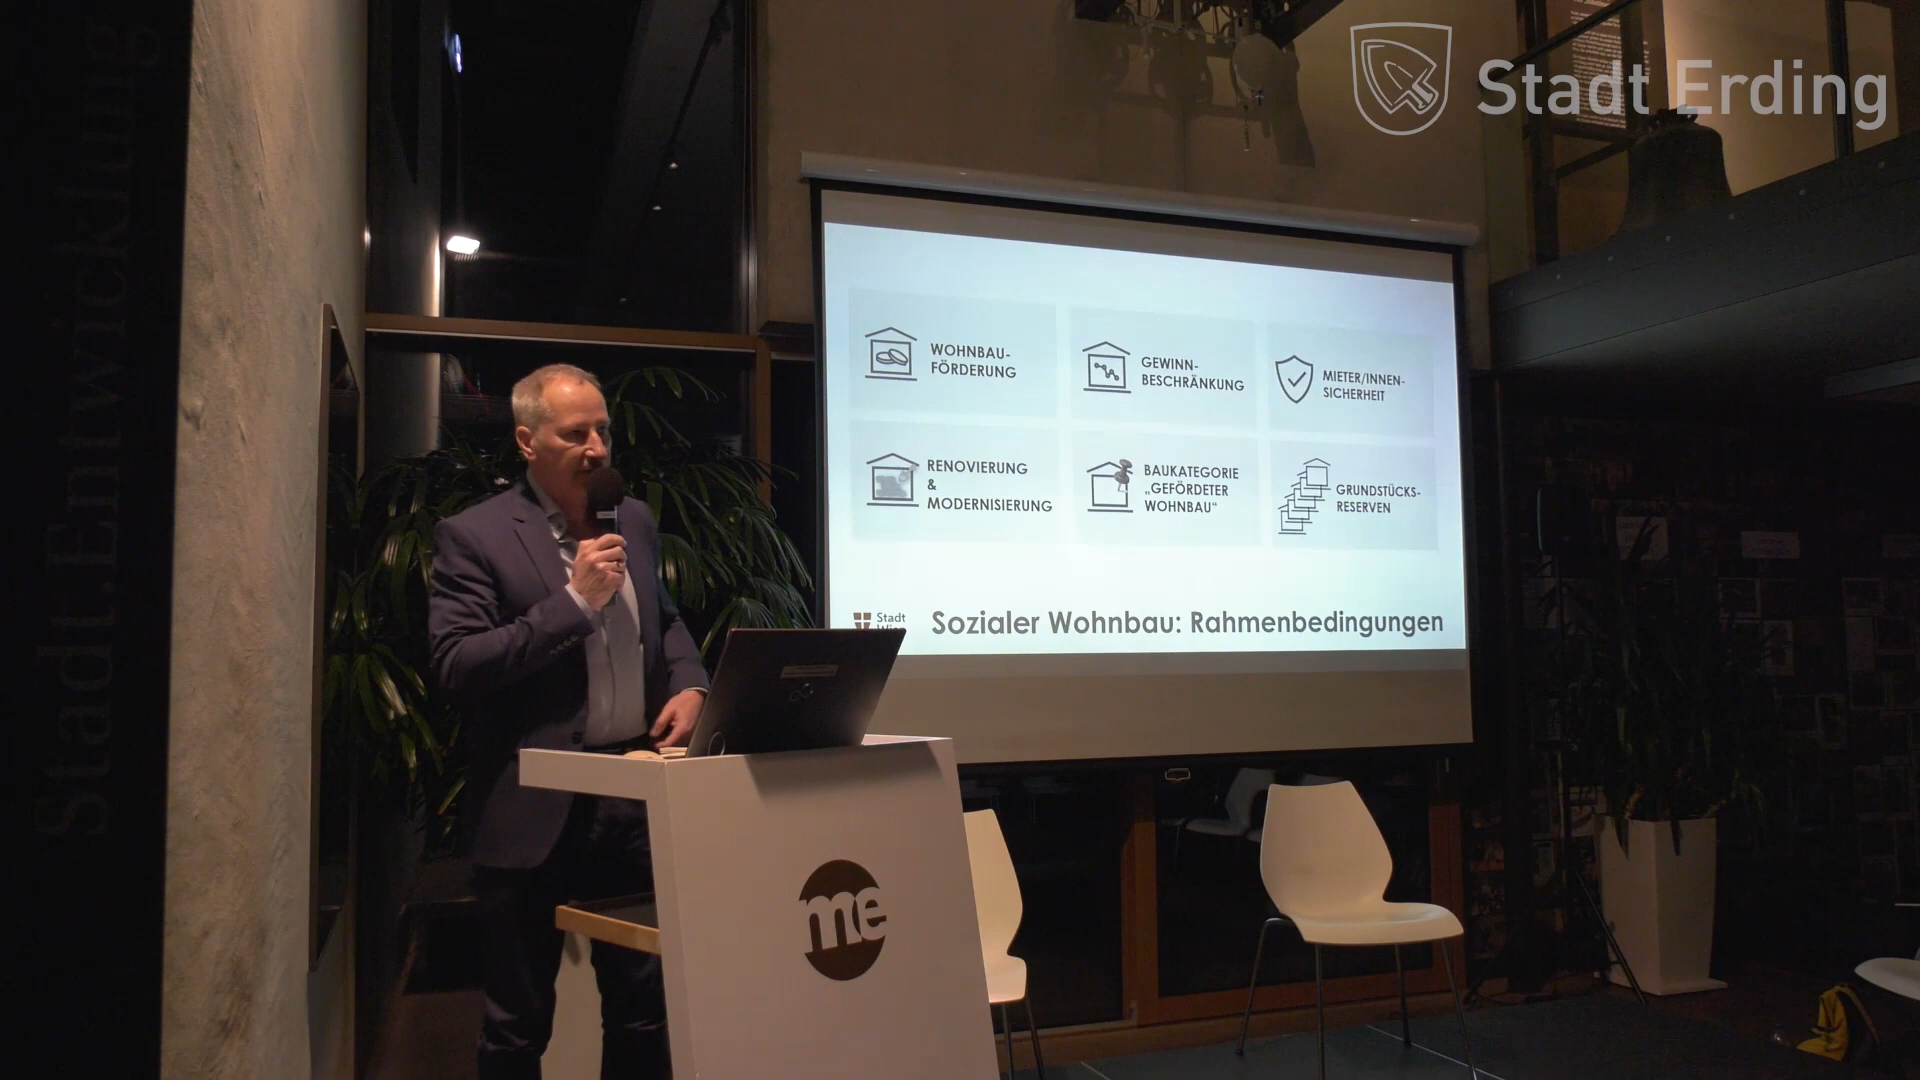 Stadt Erding
Stadt.Entwicklung
WOHNBAU-
FÖRDERUNG
GEWINN-
BESCHRÄNKUNG
MIETER/INNEN-
SICHERHEIT
RENOVIERUNG
&
MODERNISIERUNG
BAUKATEGORIE
„GEFÖRDETER
WOHNBAU“
GRUNDSTÜCKS-
RESERVEN
Stadt
Wien
Sozialer Wohnbau: Rahmenbedingungen
me